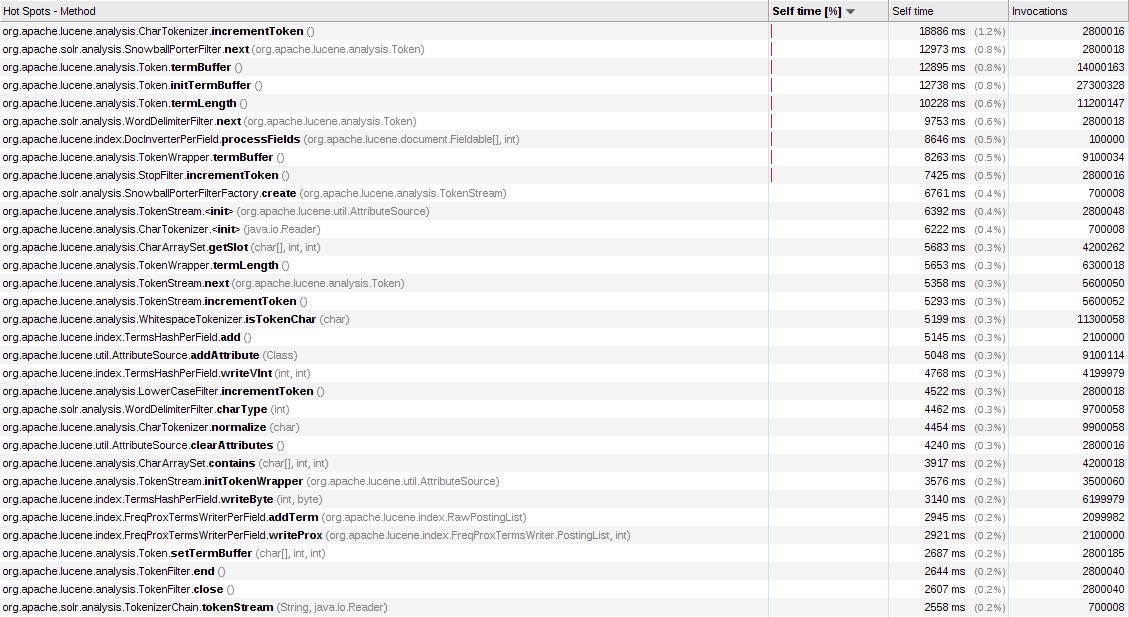 Hot Spots - Method Self time [%] Self time Invocations
org.apache.lucene.analysis.CharTokenizer.incrementToken () 18886 ms (1.2%) 2800016
org.apache.solr.analysis.SnowballPorterFilter.next (org.apache.lucene.analysis.Token) 12973 ms (0.8%) 2800018
org.apache.lucene.analysis.Token.termBuffer () 12895 ms (0.8%) 14000163
org.apache.lucene.analysis.Token.initTermBuffer () 12738 ms (0.8%) 27300328
org.apache.lucene.analysis.Token.termLength () 10228 ms (0.6%) 11200147
org.apache.solr.analysis.WordDelimiterFilter.next (org.apache.lucene.analysis.Token) 9753 ms (0.6%) 2800018
org.apache.lucene.index.DocInverterPerField.processFields (org.apache.lucene.document.Fieldable[], int) 8646 ms (0.5%) 100000
org.apache.lucene.analysis.TokenWrapper.termBuffer () 8263 ms (0.5%) 9100034
org.apache.lucene.analysis.StopFilter.incrementToken () 7425 ms (0.5%) 2800016
org.apache.solr.analysis.SnowballPorterFilterFactory.create (org.apache.lucene.analysis.TokenStream) 6761 ms (0.4%) 700008
org.apache.lucene.analysis.TokenStream.<init> (org.apache.lucene.util.AttributeSource) 6392 ms (0.4%) 2800048
org.apache.lucene.analysis.CharTokenizer.<init> (java.io.Reader) 6222 ms (0.4%) 700008
org.apache.lucene.analysis.CharArraySet.getSlot (char[], int, int) 5683 ms (0.3%) 4200262
org.apache.lucene.analysis.TokenWrapper.termLength () 5653 ms (0.3%) 6300018
org.apache.lucene.analysis.TokenStream.next (org.apache.lucene.analysis.Token) 5358 ms (0.3%) 5600050
org.apache.lucene.analysis.TokenStream.incrementToken () 5293 ms (0.3%) 5600052
org.apache.lucene.analysis.WhitespaceTokenizer.isTokenChar (char) 5199 ms (0.3%) 11300058
org.apache.lucene.index.TermsHashPerField.add () 5145 ms (0.3%) 2100000
org.apache.lucene.util.AttributeSource.addAttribute (Class) 5048 ms (0.3%) 9100114
org.apache.lucene.index.TermsHashPerField.writeVInt (int, int) 4768 ms (0.3%) 4199979
org.apache.lucene.analysis.LowerCaseFilter.incrementToken () 4522 ms (0.3%) 2800018
org.apache.solr.analysis.WordDelimiterFilter.charType (int) 4462 ms (0.3%) 9700058
org.apache.lucene.analysis.CharTokenizer.normalize (char) 4454 ms (0.3%) 9900058
org.apache.lucene.util.AttributeSource.clearAttributes () 4240 ms (0.3%) 2800016
org.apache.lucene.analysis.CharArraySet.contains (char[], int, int) 3917 ms (0.2%) 4200018
org.apache.lucene.analysis.TokenStream.initTokenWrapper (org.apache.lucene.util.AttributeSource) 3576 ms (0.2%) 3500060
org.apache.lucene.index.TermsHashPerField.writeByte (int, byte) 3140 ms (0.2%) 6199979
org.apache.lucene.index.FreqProxTermsWriterPerField.addTerm (org.apache.lucene.index.RawPostingList) 2945 ms (0.2%) 2099982
org.apache.lucene.index.FreqProxTermsWriterPerField.writeProx (org.apache.lucene.index.FreqProxTermsWriter.PostingList, int) 2921 ms (0.2%) 2100000
org.apache.lucene.analysis.Token.setTermBuffer (char[], int, int) 2687 ms (0.2%) 2800185
org.apache.lucene.analysis.TokenFilter.end () 2644 ms (0.2%) 2800040
org.apache.lucene.analysis.TokenFilter.close () 2607 ms (0.2%) 2800040
org.apache.solr.analysis.TokenizerChain.tokenStream (String, java.io.Reader) 2558 ms (0.2%) 700008